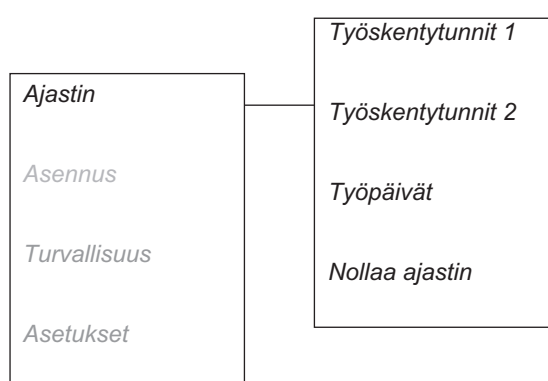 Ajastin
Asennus
Turvallisuus
Asetukset
Työskentytunnit 1
Työskentytunnit 2
Työpäivät
Nollaa ajastin